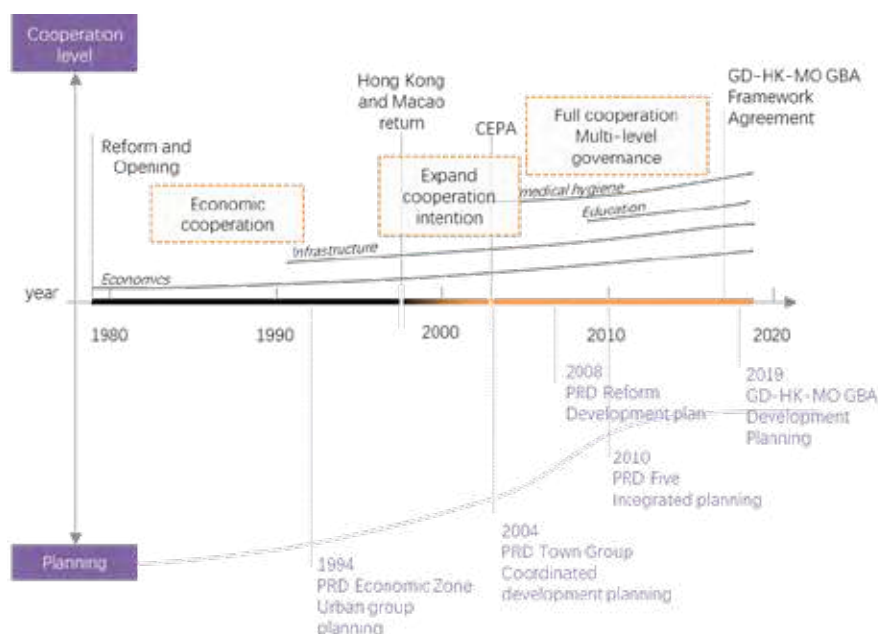 Cooperation
level
Hong Kong
and Macao
return
GD-HK-MO GBA
Framework
Agreement
CEPA
Full cooperation
Multi-level
governance
Reform and
Opening
Economic
cooperation
Expand
cooperation
intention
medical hygiene
Education
Infrastructure
Economics
year
1980
1990
2000
2010
2020
2008
PRD Reform
Development plan
2019
GD-HK-MO GBA
Development
Planning
2010
PRD Five
Integrated planning
2004
PRD Town Group
Coordinated
development planning
Planning
1994
PRD Economic Zone
Urban group
planning